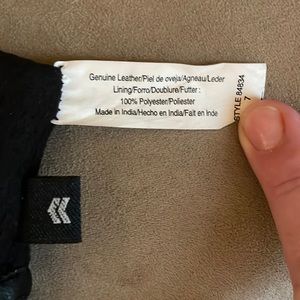 Genuine Leather/Piel de oveja/Agneau/Leder
Lining/Forro/Doublure/Futter :
100% Polyester/Poliester
Made in India/Hecho en India/Fait en Inde
STYLE 84834
7